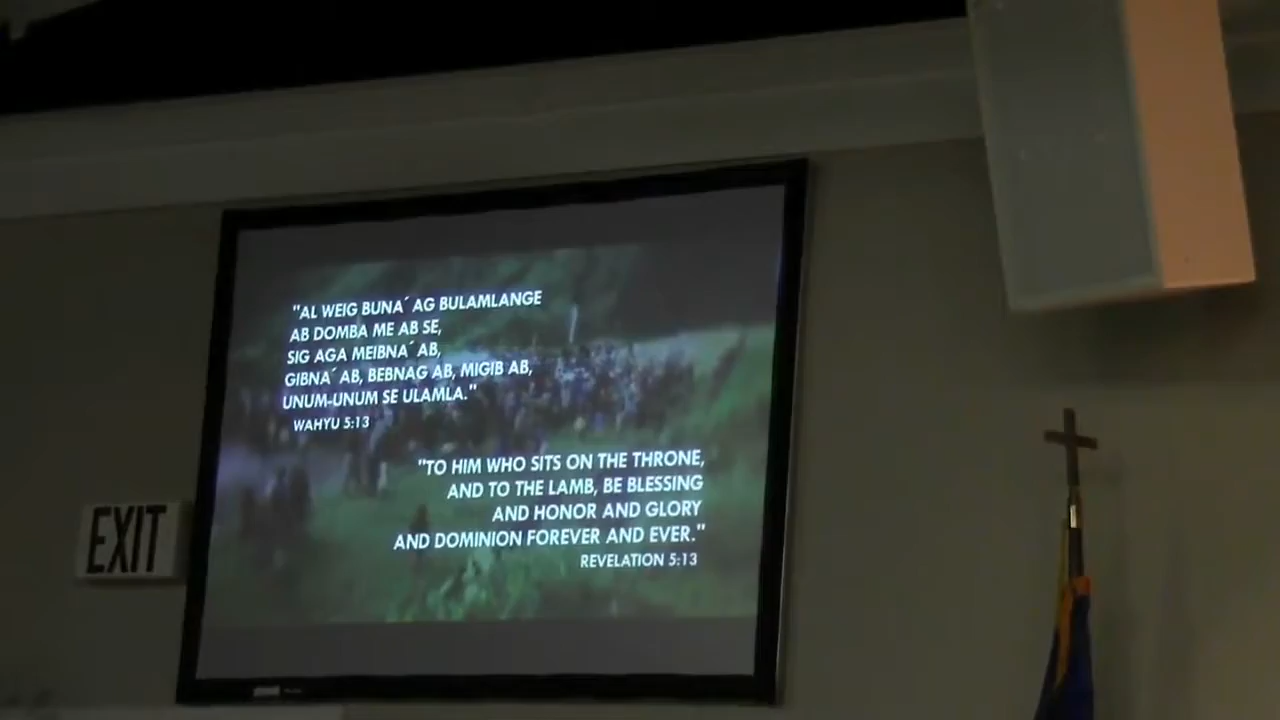 "AL WEIG BUNA´ AG BULAMLANGE
AB DOMBA ME AB SE,
SIG AGA MEIBNA´ AB,
GIBNA´ AB, BEBNAG AB, MIGIB AB,
UNUM-UNUM SE ULAMLA."
WAHYU 5:13
"TO HIM WHO SITS ON THE THRONE,
AND TO THE LAMB, BE BLESSING
AND HONOR AND GLORY
AND DOMINION FOREVER AND EVER."
REVELATION 5:13
EXIT